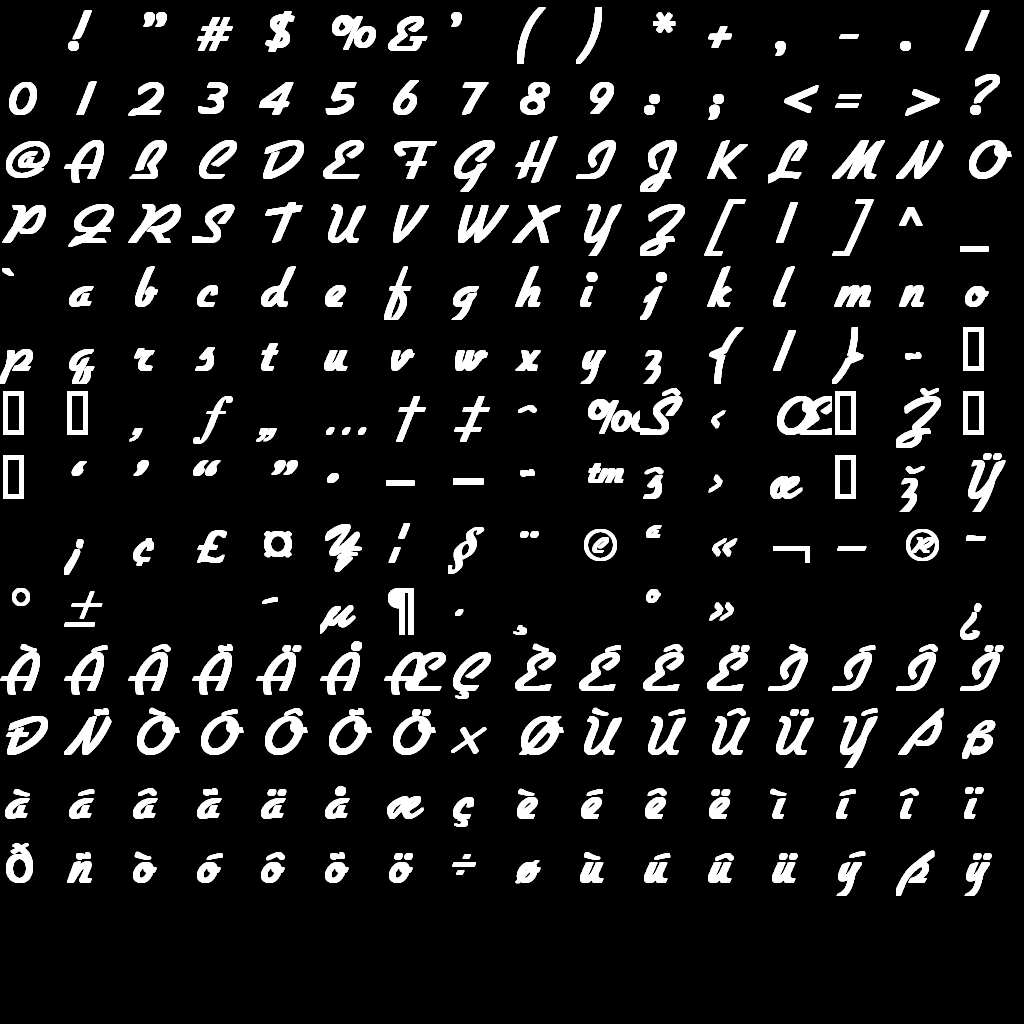 ! " # $ % & ' ( ) * + , - . /
0 1 2 3 4 5 6 7 8 9 : ; < = > ?
@ A B C D E F G H I J K L M N O
P Q R S T U V W X Y Z [ \ ] ^ _
` a b c d e f g h i j k l m n o
p q r s t u v w x y z { | } ~ □
□ □ ‚ ƒ „ … † ‡ ˆ ‰ Š ‹ Œ □ Ž □
□ ‘ ’ “ ” • – — ˜ ™ š › œ □ ž Ÿ
¡ ¢ £ ¤ ¥ ¦ § ¨ © ª « ¬ - ® ¯
° ± ´ µ ¶ · ¸ º » ¿
À Á Â Ã Ä Å Æ Ç È É Ê Ë Ì Í Î Ï
Ð Ñ Ò Ó Ô Õ Ö × Ø Ù Ú Û Ü Ý Þ ß
à á â ã ä å æ ç è é ê ë ì í î ï
ð ñ ò ó ô õ ö ÷ ø ù ú û ü ý þ ÿ